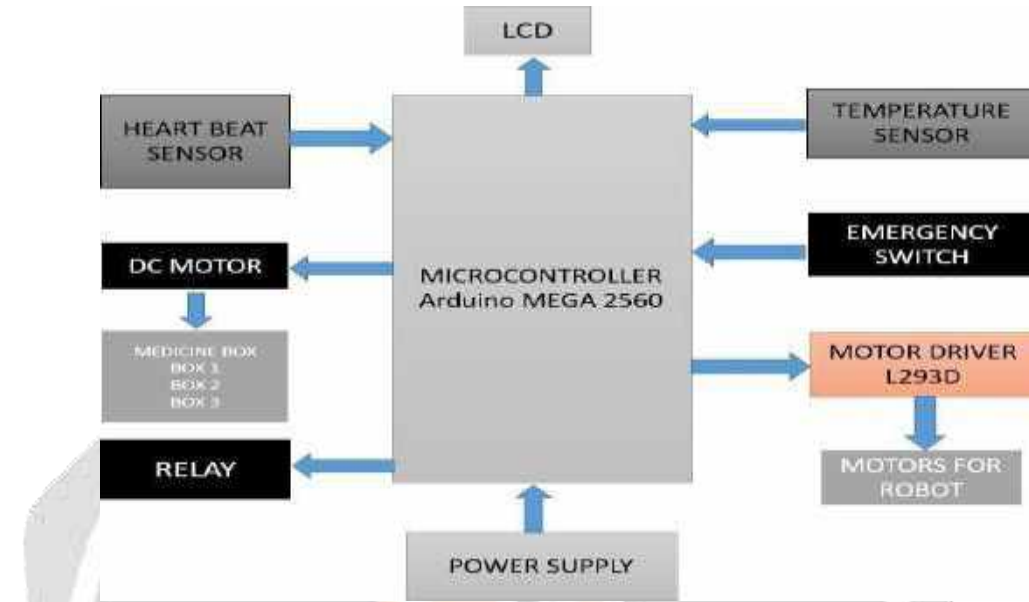 LCD
HEART BEAT
SENSOR
TEMPERATURE
SENSOR
EMERGENCY
SWITCH
DC MOTOR
MICROCONTROLLER
Arduino MEGA 2560
MEDICINE BOX
BOX 1
BOX 2
BOX 3
MOTOR DRIVER
L293D
RELAY
MOTORS FOR
ROBOT
POWER SUPPLY